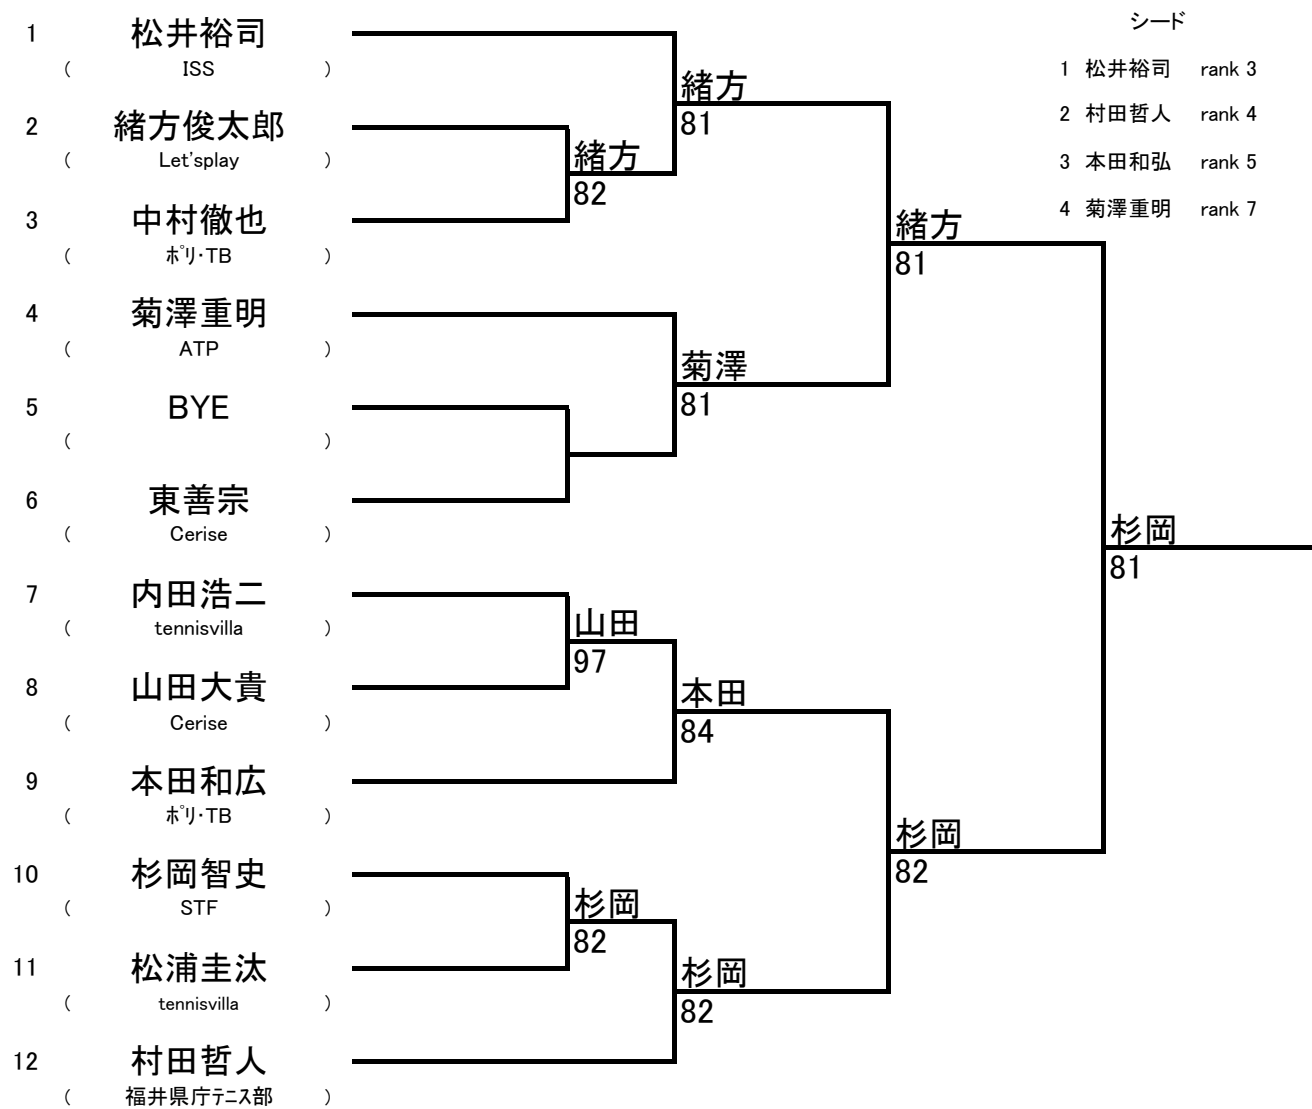 シード
1 松井裕司 rank 3
2 村田哲人 rank 4
3 本田和弘 rank 5
4 菊澤重明 rank 7
1 松井裕司
( ISS )
2 緒方俊太郎
( Let'splay )
3 中村徹也
( ﾎﾟﾘ･TB )
4 菊澤重明
( ATP )
5 BYE
( )
6 東善宗
( Cerise )
7 内田浩二
( tennisvilla )
8 山田大貴
( Cerise )
9 本田和広
( ﾎﾟﾘ･TB )
10 杉岡智史
( STF )
11 松浦圭汰
( tennisvilla )
12 村田哲人
( 福井県庁ﾃﾆｽ部 )
緒方
82
山田
97
杉岡
82
緒方
81
菊澤
81
本田
84
杉岡
82
緒方
81
杉岡
82
杉岡
81